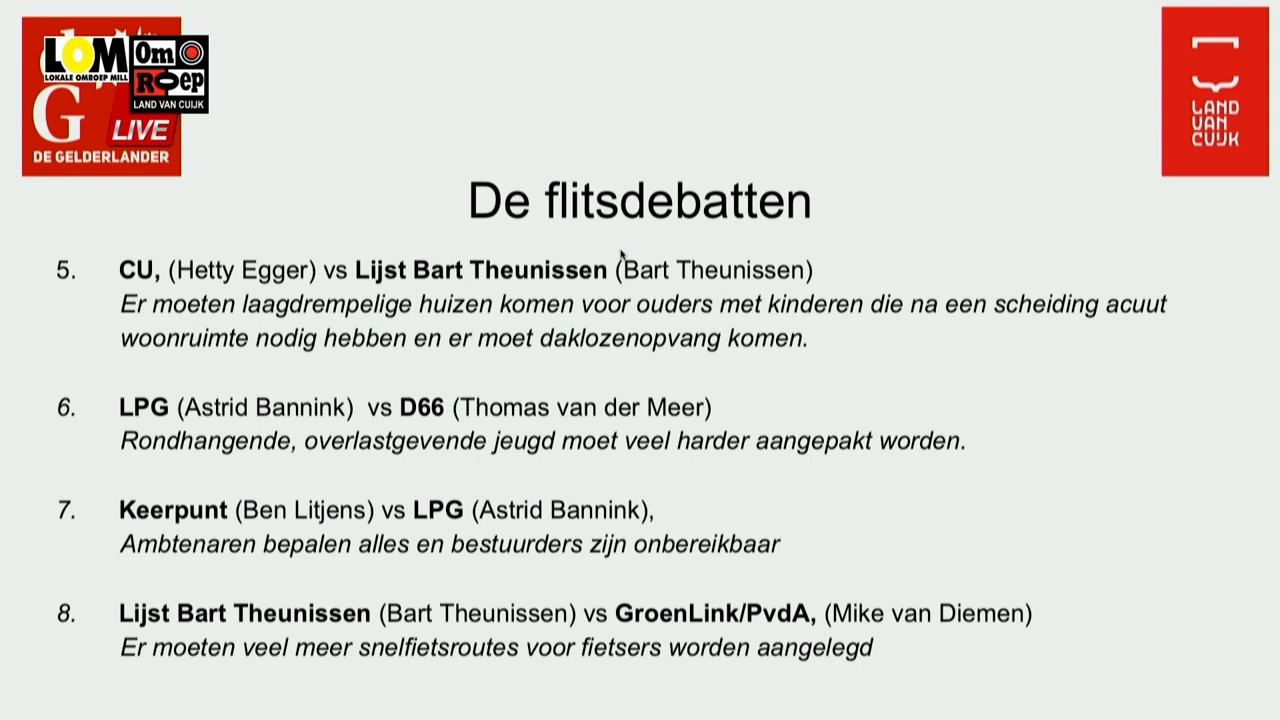 LOM
LOKALE OMROEP MILL
Om
Roep
LAND VAN CUIJK
G
LIVE
DE GELDERLANDER
LAND
VAN
CUIJK
De flitsdebatten
5. CU, (Hetty Egger) vs Lijst Bart Theunissen (Bart Theunissen)
Er moeten laagdrempelige huizen komen voor ouders met kinderen die na een scheiding acuut
woonruimte nodig hebben en er moet daklozenopvang komen.
6. LPG (Astrid Bannink) vs D66 (Thomas van der Meer)
Rondhangende, overlastgevende jeugd moet veel harder aangepakt worden.
7. Keerpunt (Ben Litjens) vs LPG (Astrid Bannink),
Ambtenaren bepalen alles en bestuurders zijn onbereikbaar
8. Lijst Bart Theunissen (Bart Theunissen) vs GroenLink/PvdA, (Mike van Diemen)
Er moeten veel meer snelfietsroutes voor fietsers worden aangelegd